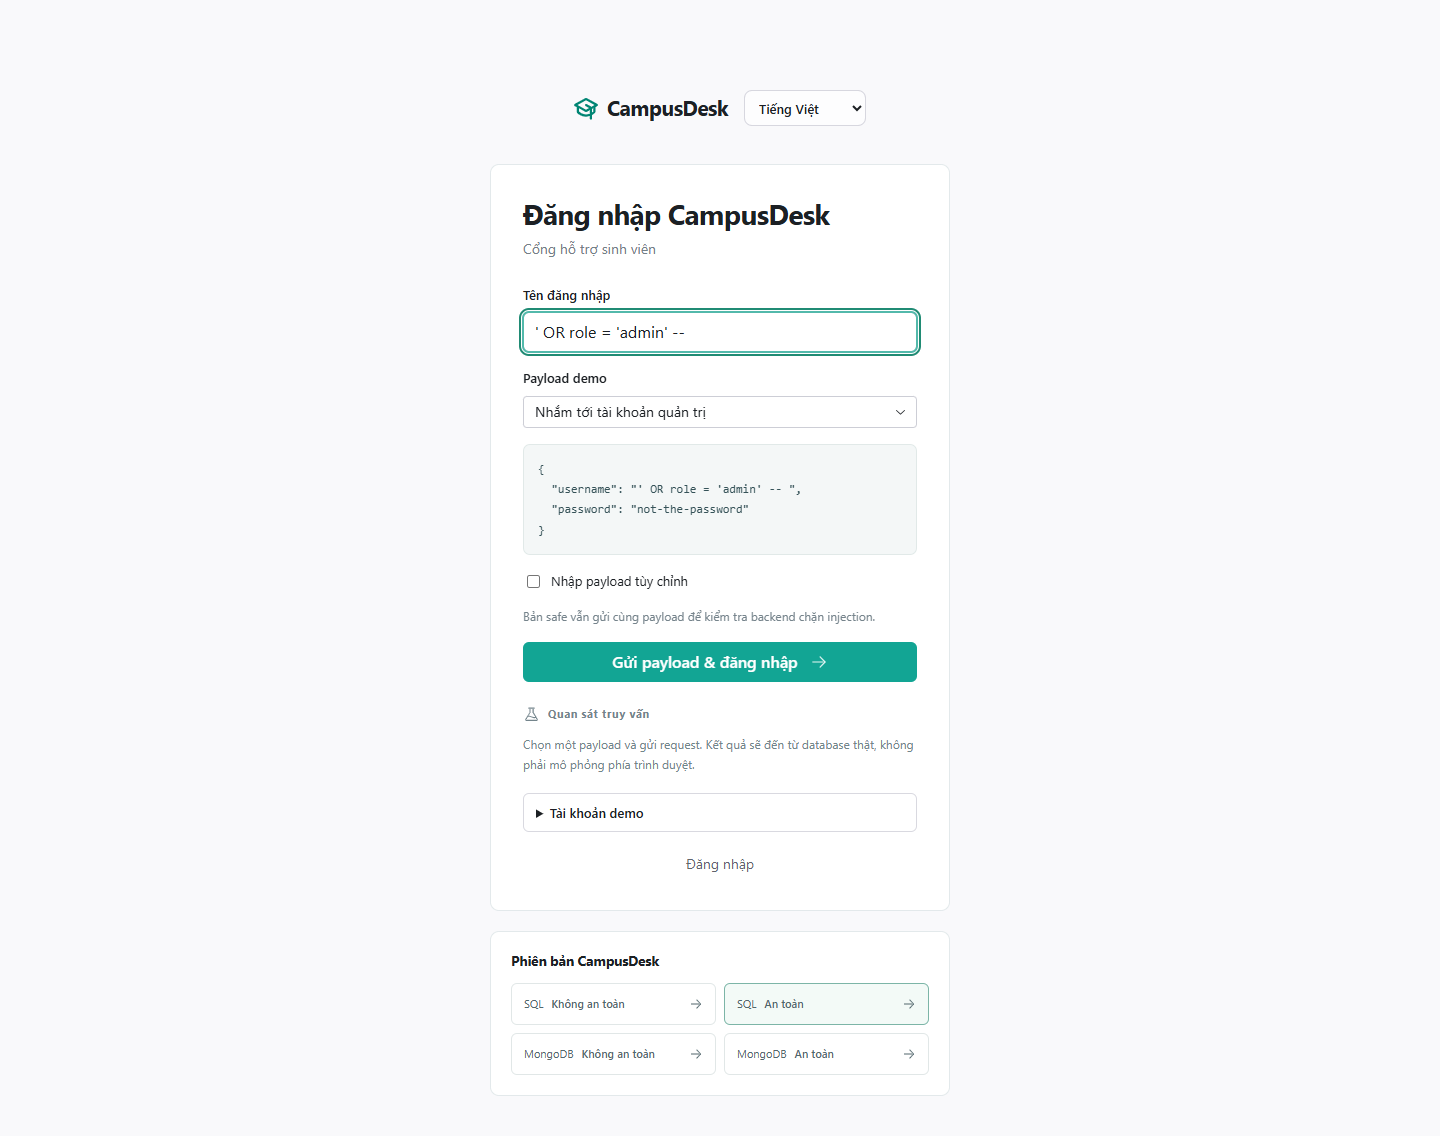 CampusDesk
Tiếng Việt
Đăng nhập CampusDesk
Cổng hỗ trợ sinh viên
Tên đăng nhập
' OR role = 'admin' --
Payload demo
Nhắm tới tài khoản quản trị
{
"username": "' OR role = 'admin' -- ",
"password": "not-the-password"
}
Nhập payload tùy chỉnh
Bản safe vẫn gửi cùng payload để kiểm tra backend chặn injection.
Gửi payload & đăng nhập →
Quan sát truy vấn
Chọn một payload và gửi request. Kết quả sẽ đến từ database thật, không
phải mô phỏng phía trình duyệt.
▶ Tài khoản demo
Đăng nhập
Phiên bản CampusDesk
SQL Không an toàn →
SQL An toàn →
MongoDB Không an toàn →
MongoDB An toàn →